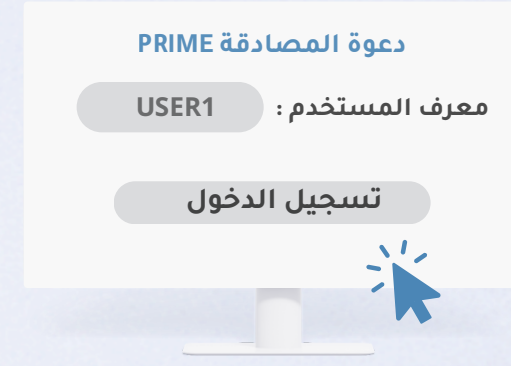 دعوة المصادقة PRIME
معرف المستخدم : USER1
تسجيل الدخول